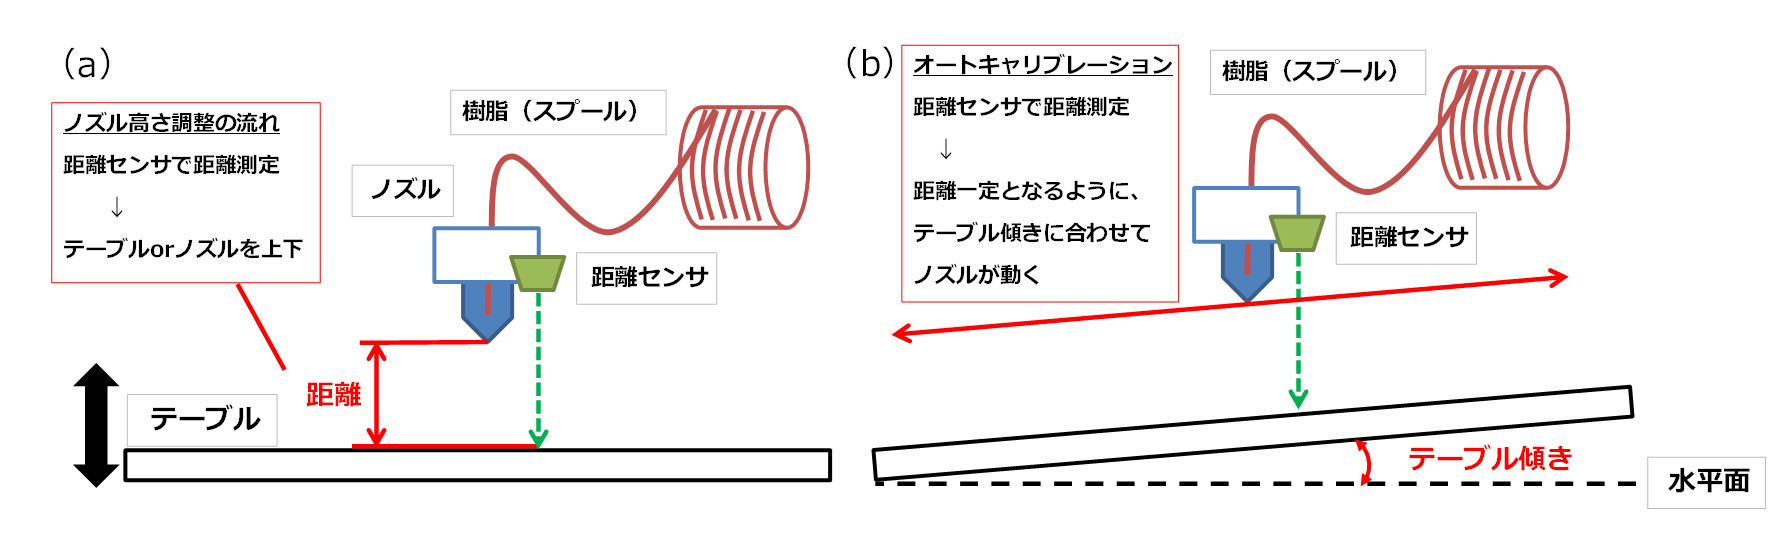 (a)
ノズル高さ調整の流れ
距離センサで距離測定
↓
テーブルorノズルを上下
樹脂（スプール）
ノズル
距離センサ
距離
テーブル
(b)
オートキャリブレーション
距離センサで距離測定
↓
距離一定となるように、
テーブル傾きに合わせて
ノズルが動く
樹脂（スプール）
距離センサ
テーブル傾き
水平面